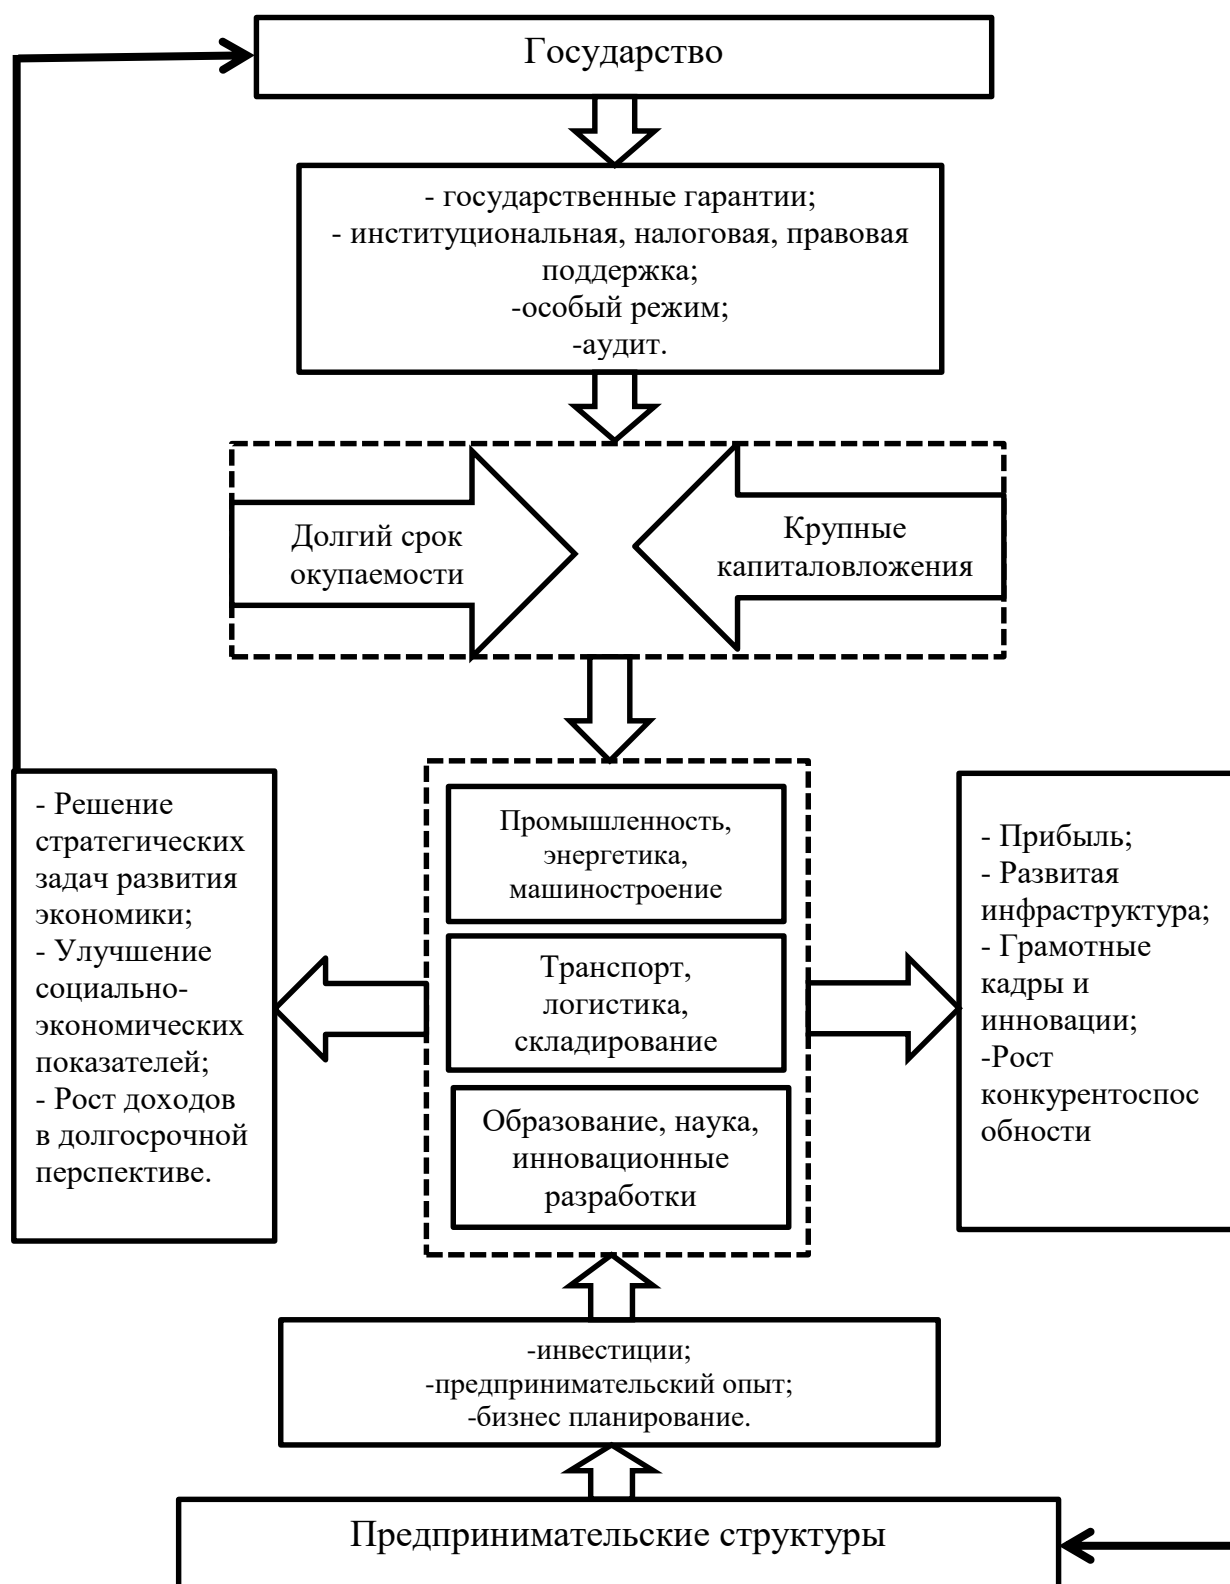 Государство
- государственные гарантии;
- институциональная, налоговая, правовая
поддержка;
-особый режим;
-аудит.
Долгий срок
окупаемости
Крупные
капиталовложения
- Решение
стратегических
задач развития
экономики;
- Улучшение
социально-
экономических
показателей;
- Рост доходов
в долгосрочной
перспективе.
Промышленность,
энергетика,
машиностроение
Транспорт,
логистика,
складирование
Образование, наука,
инновационные
разработки
- Прибыль;
- Развитая
инфраструктура;
- Грамотные
кадры и
инновации;
-Рост
конкурентоспос
обности
-инвестиции;
-предпринимательский опыт;
-бизнес планирование.
Предпринимательские структуры